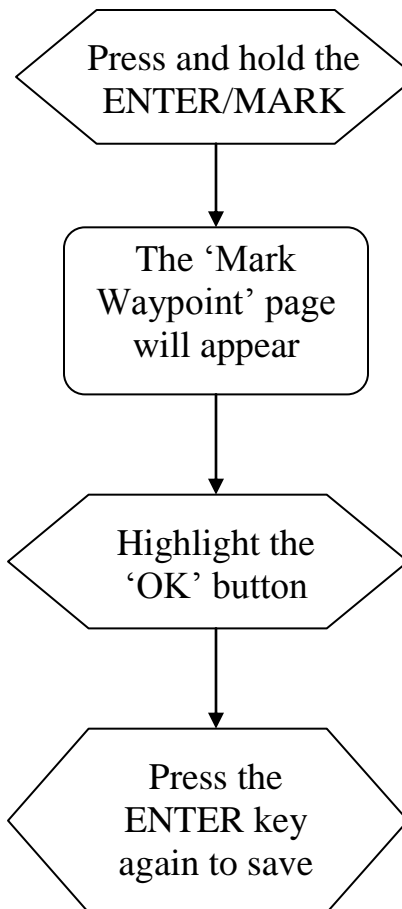 Press and hold the
ENTER/MARK
The ‘Mark
Waypoint’ page
will appear
Highlight the
‘OK’ button
Press the
ENTER key
again to save